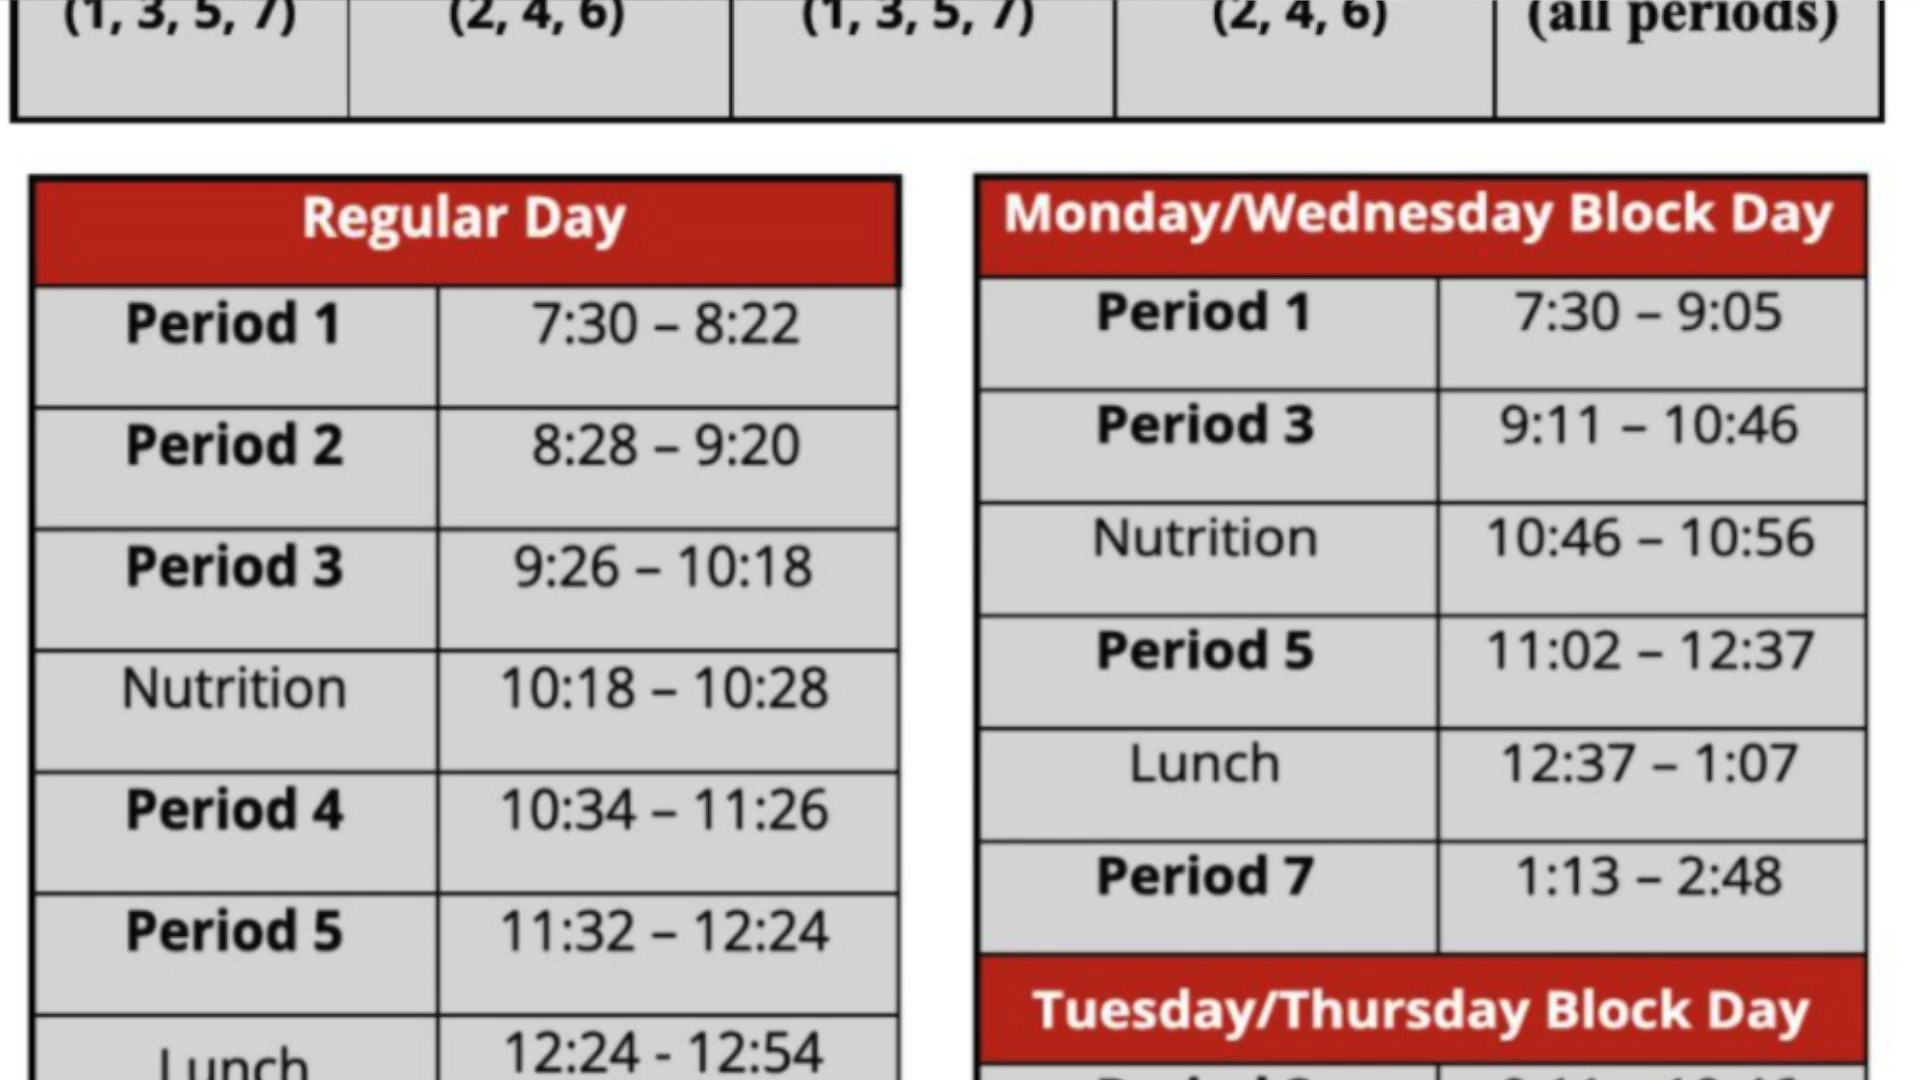 (1, 3, 5, 7) (2, 4, 6) (1, 3, 5, 7) (2, 4, 6) (all periods)
Regular Day
Period 1 7:30 – 8:22
Period 2 8:28 – 9:20
Period 3 9:26 – 10:18
Nutrition 10:18 – 10:28
Period 4 10:34 – 11:26
Period 5 11:32 – 12:24
Lunch 12:24 - 12:54
Monday/Wednesday Block Day
Period 1 7:30 – 9:05
Period 3 9:11 – 10:46
Nutrition 10:46 – 10:56
Period 5 11:02 – 12:37
Lunch 12:37 – 1:07
Period 7 1:13 – 2:48
Tuesday/Thursday Block Day